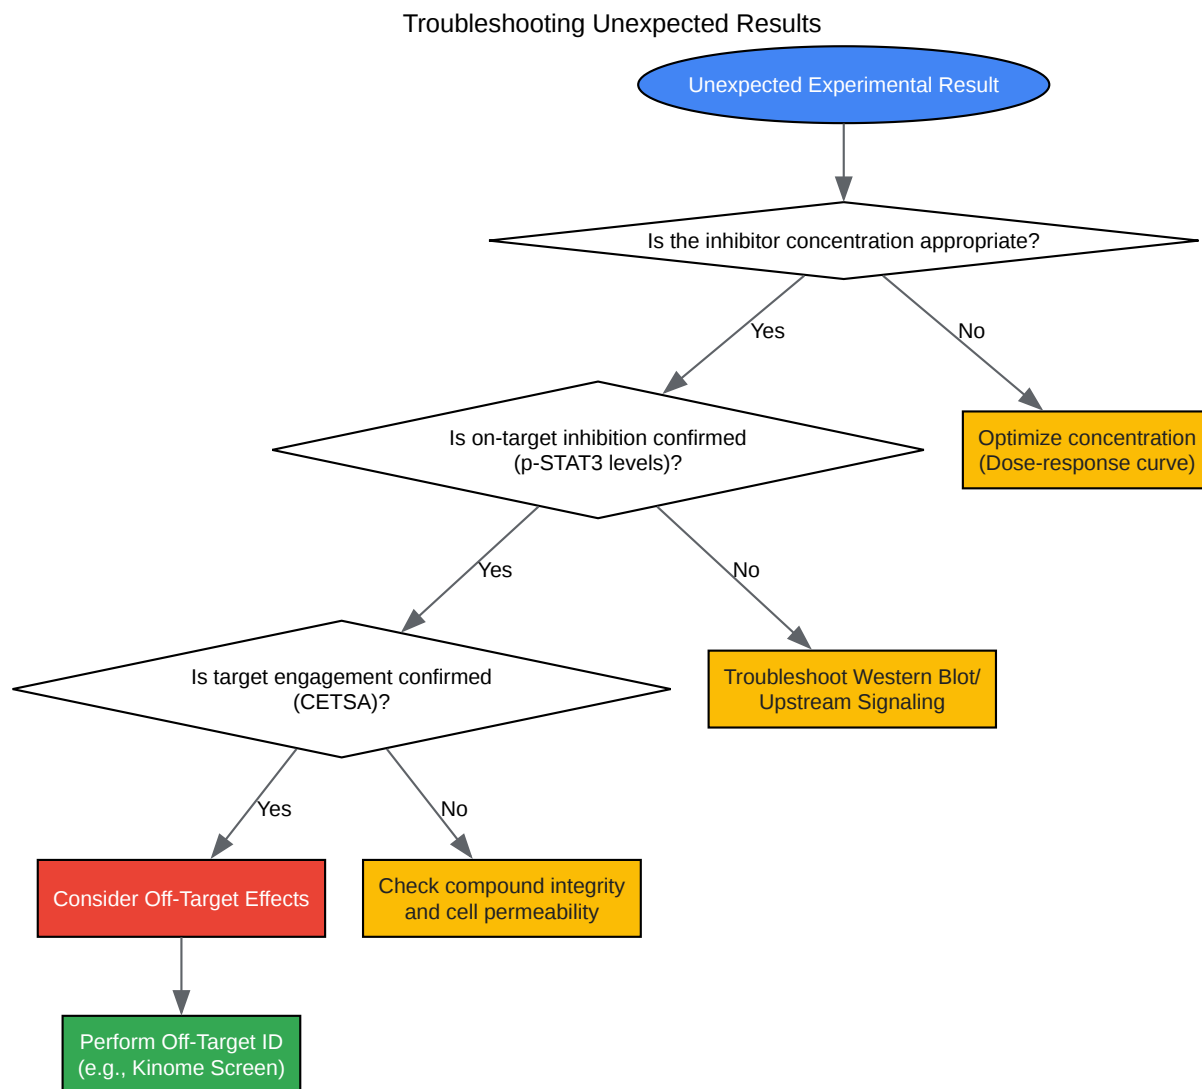 Troubleshooting Unexpected Results
Unexpected Experimental Result
Is the inhibitor concentration appropriate?
Yes
No
Is on-target inhibition confirmed
(p-STAT3 levels)?
Optimize concentration
(Dose-response curve)
Yes
No
Is target engagement confirmed
(CETSA)?
Troubleshoot Western Blot/
Upstream Signaling
Yes
No
Consider Off-Target Effects
Check compound integrity
and cell permeability
Perform Off-Target ID
(e.g., Kinome Screen)